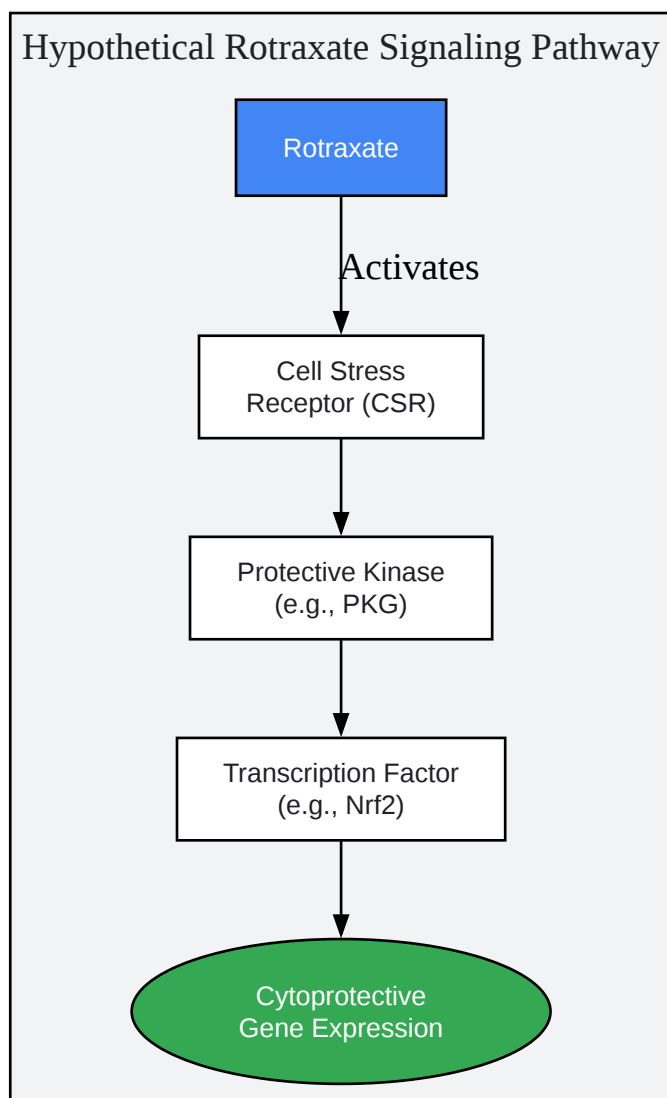 Hypothetical Rotraxate Signaling Pathway
Rotraxate
Activates
Cell Stress
Receptor (CSR)
Protective Kinase
(e.g., PKG)
Transcription Factor
(e.g., Nrf2)
Cytoprotective
Gene Expression